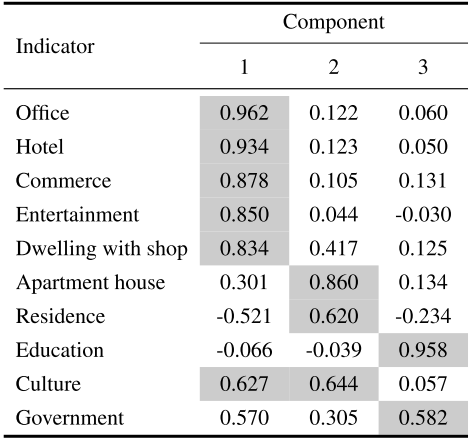 Indicator Component
1 2 3
Office 0.962 0.122 0.060
Hotel 0.934 0.123 0.050
Commerce 0.878 0.105 0.131
Entertainment 0.850 0.044 -0.030
Dwelling with shop 0.834 0.417 0.125
Apartment house 0.301 0.860 0.134
Residence -0.521 0.620 -0.234
Education -0.066 -0.039 0.958
Culture 0.627 0.644 0.057
Government 0.570 0.305 0.582